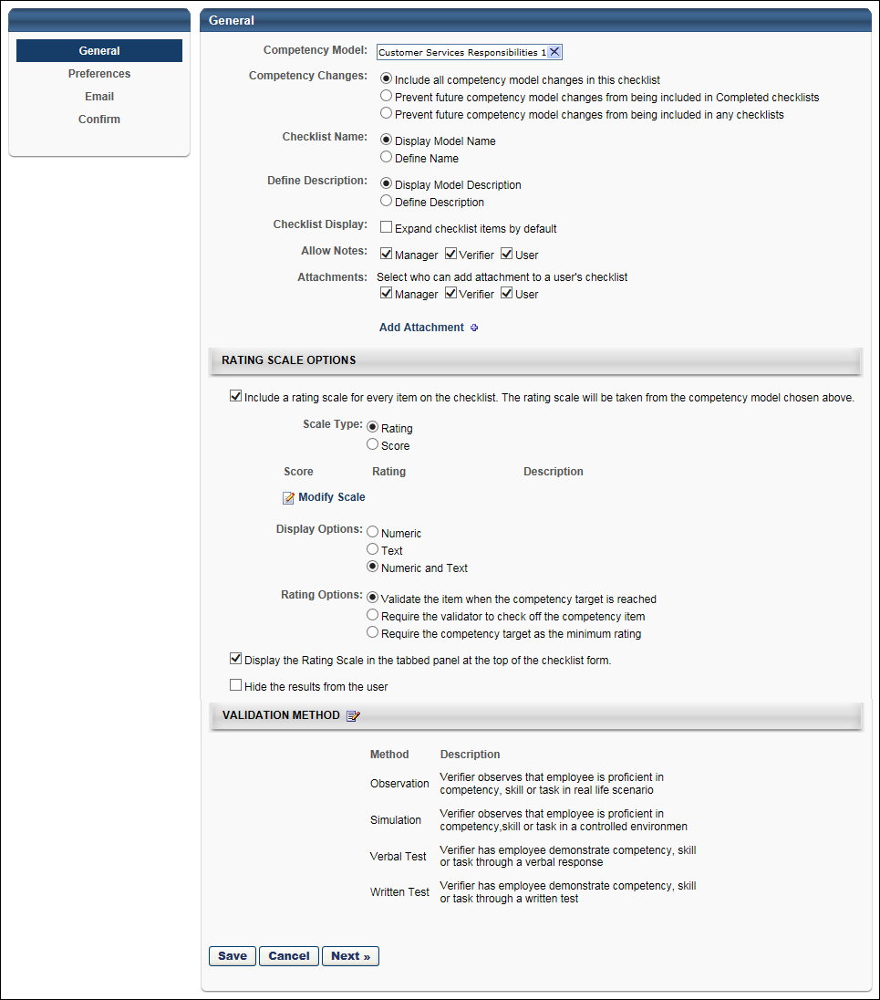 General
Preferences
Email
Confirm
General
Competency Model: Customer Services Responsibilities 1
Competency Changes: Include all competency model changes in this checklist
Prevent future competency model changes from being included in Completed checklists
Prevent future competency model changes from being included in any checklists
Checklist Name: Display Model Name
Define Name
Define Description: Display Model Description
Define Description
Checklist Display: Expand checklist items by default
Allow Notes: Manager Verifier User
Attachments: Select who can add attachment to a user's checklist
Manager Verifier User
Add Attachment
RATING SCALE OPTIONS
Include a rating scale for every item on the checklist. The rating scale will be taken from the competency model chosen above.
Scale Type: Rating
Score
Score Rating Description
Modify Scale
Display Options: Numeric
Text
Numeric and Text
Rating Options: Validate the item when the competency target is reached
Require the validator to check off the competency item
Require the competency target as the minimum rating
Display the Rating Scale in the tabbed panel at the top of the checklist form.
Hide the results from the user
VALIDATION METHOD
Method Description
Observation Verifier observes that employee is proficient in
competency, skill or task in real life scenario
Simulation Verifier observes that employee is proficient in
competency,skill or task in a controlled environmen
Verbal Test Verifier has employee demonstrate competency, skill
or task through a verbal response
Written Test Verifier has employee demonstrate competency, skill
or task through a written test
Save Cancel Next »